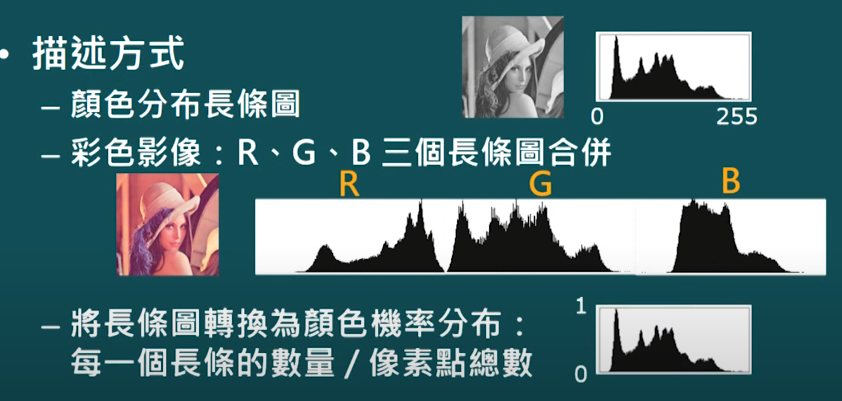 • 描述方式
– 顏色分布長條圖
0 255
– 彩色影像：R、G、B 三個長條圖合併
R G B
– 將長條圖轉換為顏色機率分布：
每一個長條的數量 / 像素點總數
1
0